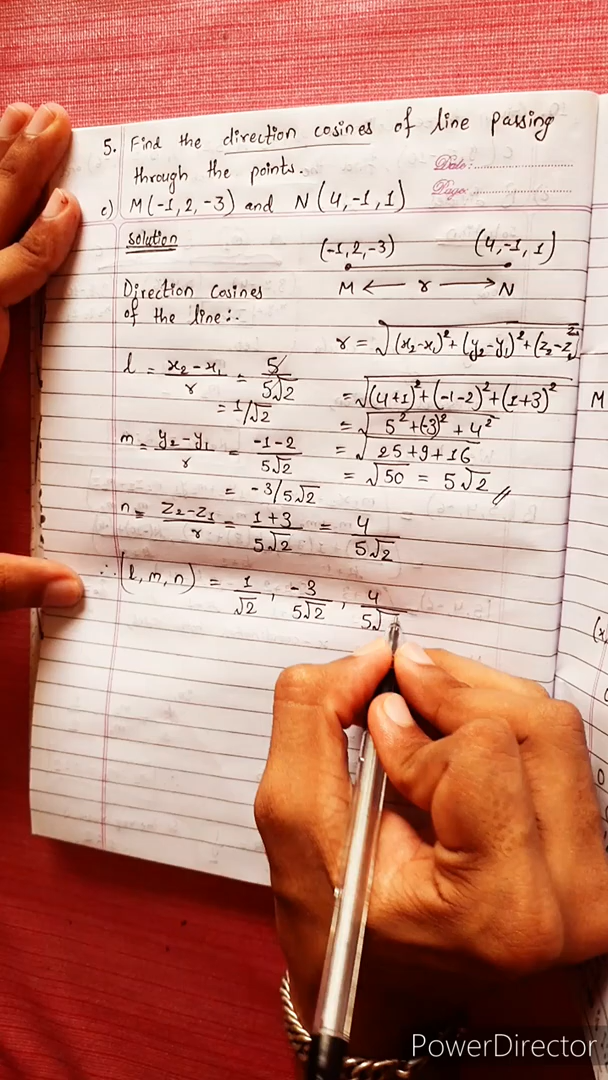 5. Find the direction cosines of line passing
through the points.
Date:
Page:
c) M(-1, 2, -3) and N(4, -1, 1)
solution
(-1, 2, -3) (4, -1, 1)
M ← r → N
Direction Cosines
of the line:-
r = √(x₂-x₁)²+(y₂-y₁)²+(z₂-z₁)²
l = x₂-x₁/r = 5/5√2
= 1/√2
= √(4+1)²+(-1-2)²+(1+3)²
= √5²+(-3)²+4²
= √25+9+16
= √50 = 5√2 //
m = y₂-y₁/r = -1-2/5√2
= -3/5√2
n = z₂-z₁/r = 1+3/5√2 = 4/5√2
∴ (l, m, n) = 1/√2, -3/5√2, 4/5√
M
0
PowerDirector